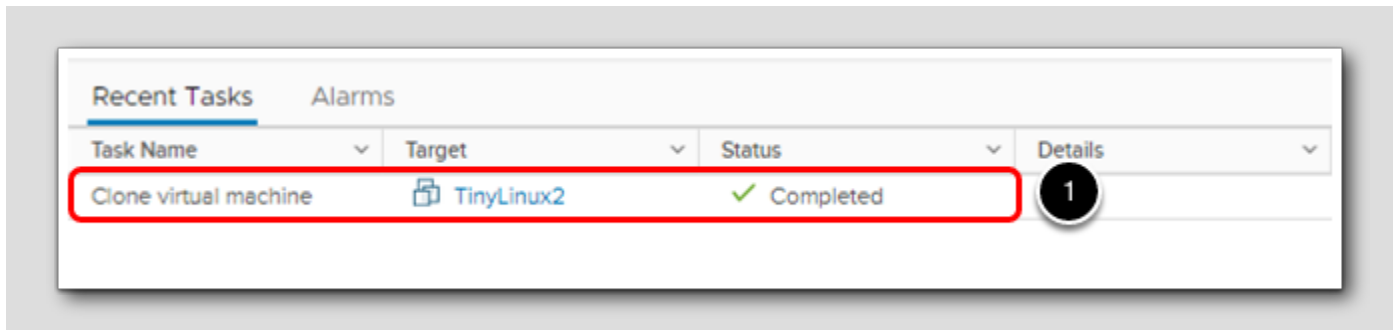 Recent Tasks Alarms
Task Name Target Status Details
Clone virtual machine TinyLinux2 Completed 1